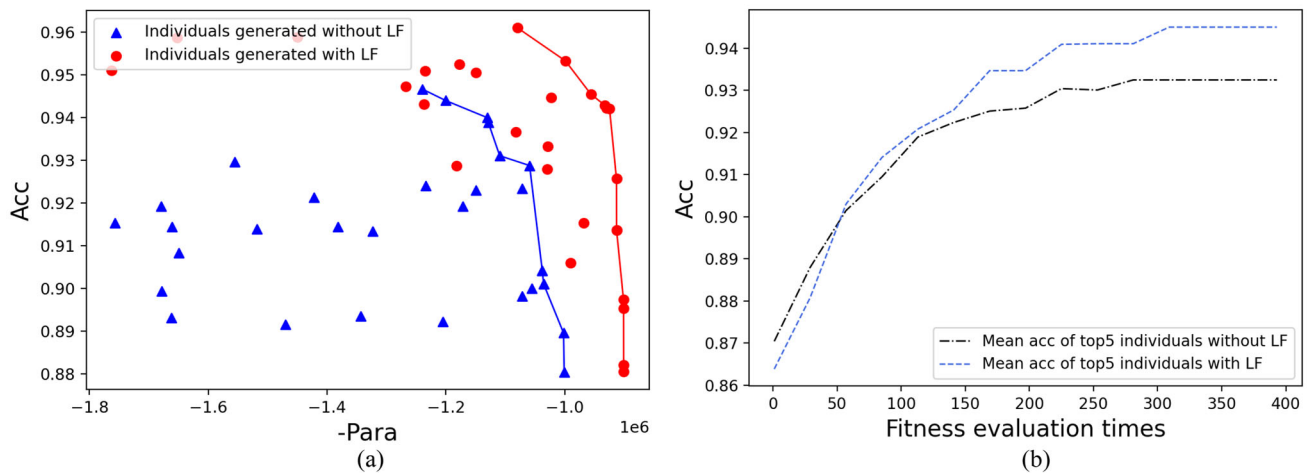 0.96
0.95
0.94
0.93
0.92
0.91
0.90
0.89
0.88
Acc
Individuals generated without LF
Individuals generated with LF
−1.8
−1.6
−1.4
−1.2
−1.0
1e6
-Para
(a)
0.94
0.93
0.92
0.91
0.90
0.89
0.88
0.87
0.86
Acc
Mean acc of top5 individuals without LF
Mean acc of top5 individuals with LF
0
50
100
150
200
250
300
350
400
Fitness evaluation times
(b)